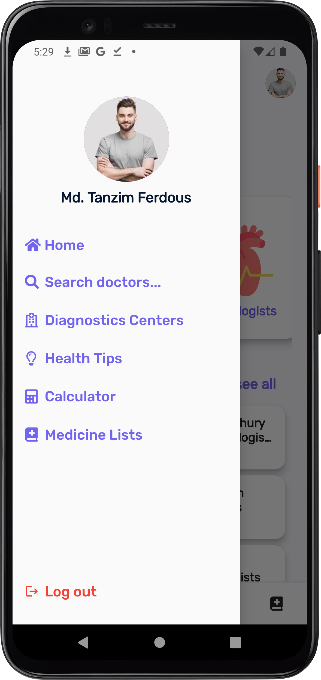 5:29
Md. Tanzim Ferdous
Home
Search doctors...
Diagnostics Centers
Health Tips
Calculator
Medicine Lists
Log out
logists
see all
hury
logis...
n
s
ists